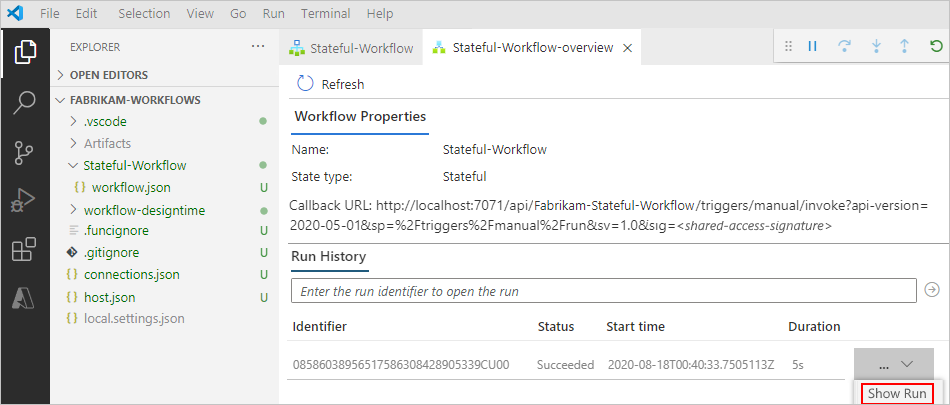 File Edit View Go Run Terminal Help
EXPLORER ...
OPEN EDITORS
FABRIKAM-WORKFLOWS
.vscode
Artifacts
Stateful-Workflow
{} workflow.json U
workflow-designtime
.funcignore U
.gitignore U
{} connections.json U
{} host.json U
{} local.settings.json
Stateful-Workflow
Stateful-Workflow-overview
Refresh
Workflow Properties
Name: Stateful-Workflow
State type: Stateful
Callback URL: http://localhost:7071/api/Fabrikam-Stateful-Workflow/triggers/manual/invoke?api-version=
2020-05-01&sp=%2Ftriggers%2Fmanual%2Frun&sv=1.0&sig=<shared-access-signature>
Run History
Enter the run identifier to open the run
Identifier Status Start time Duration
08586038956517586308428905339CU00 Succeeded 2020-08-18T00:40:33.7505113Z 5s ...
Show Run